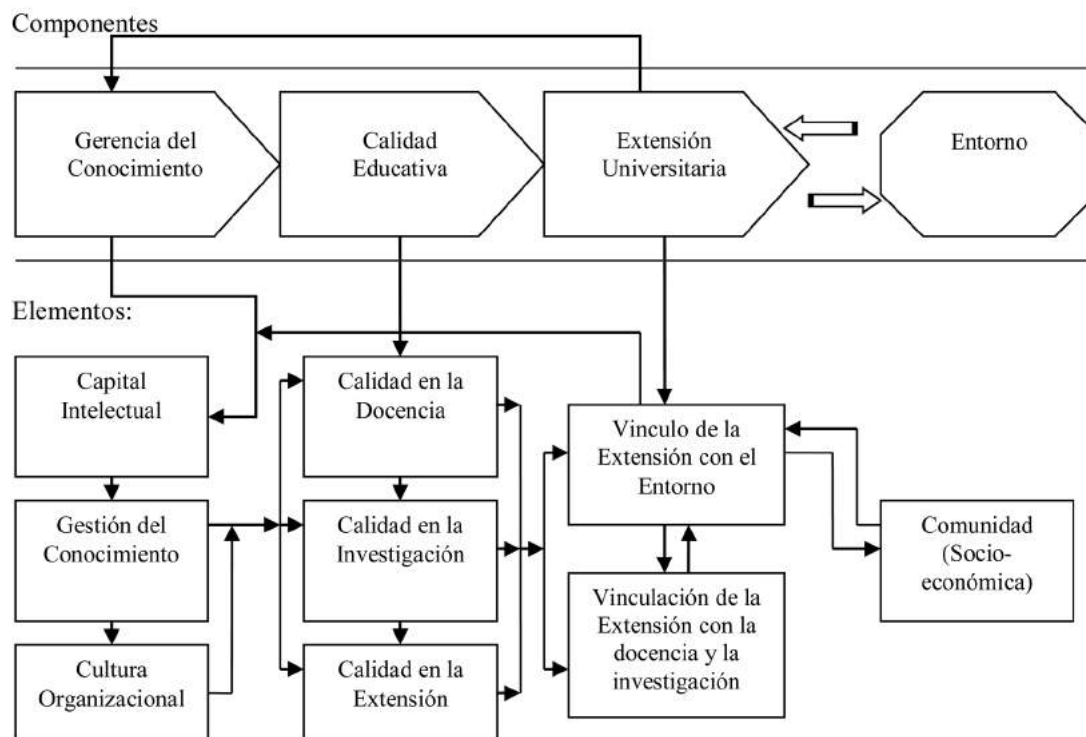 Componentes
Gerencia del
Conocimiento
Calidad
Educativa
Extensión
Universitaria
Entorno
Elementos:
Capital
Intelectual
Gestión del
Conocimiento
Cultura
Organizacional
Calidad en la
Docencia
Calidad en la
Investigación
Calidad en la
Extensión
Vinculo de la
Extensión con el
Entorno
Vinculación de la
Extensión con la
docencia y la
investigación
Comunidad
(Socio-
económica)